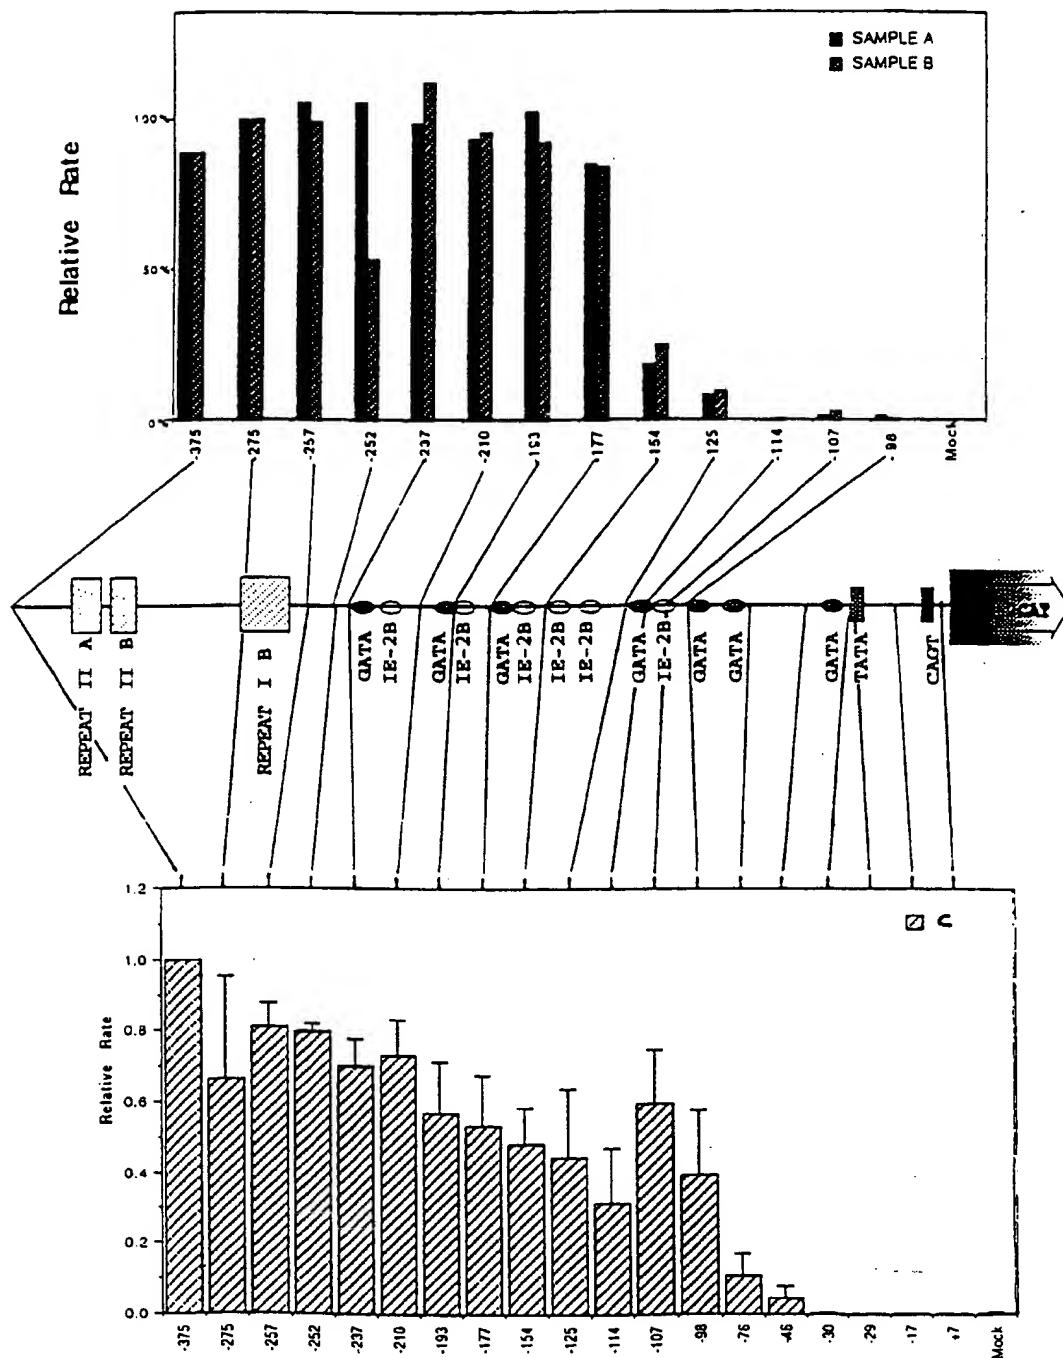 SAMPLE A
SAMPLE B
Relative Rate
100%
50%
0%
-375
-275
-257
-252
-237
-210
-193
-177
-154
-125
-114
-107
-98
Mock
REPEAT II A
REPEAT II B
REPEAT I B
GATA
IE-2B
GATA
IE-2B
GATA
IE-2B
IE-2B
IE-2B
GATA
IE-2B
GATA
GATA
GATA
TATA
CAGT
C
Relative Rate
1.2
1.0
0.8
0.6
0.4
0.2
0.0
-375
-275
-257
-252
-237
-210
-193
-177
-154
-125
-114
-107
-98
-76
-46
-30
-29
-17
+7
Mock